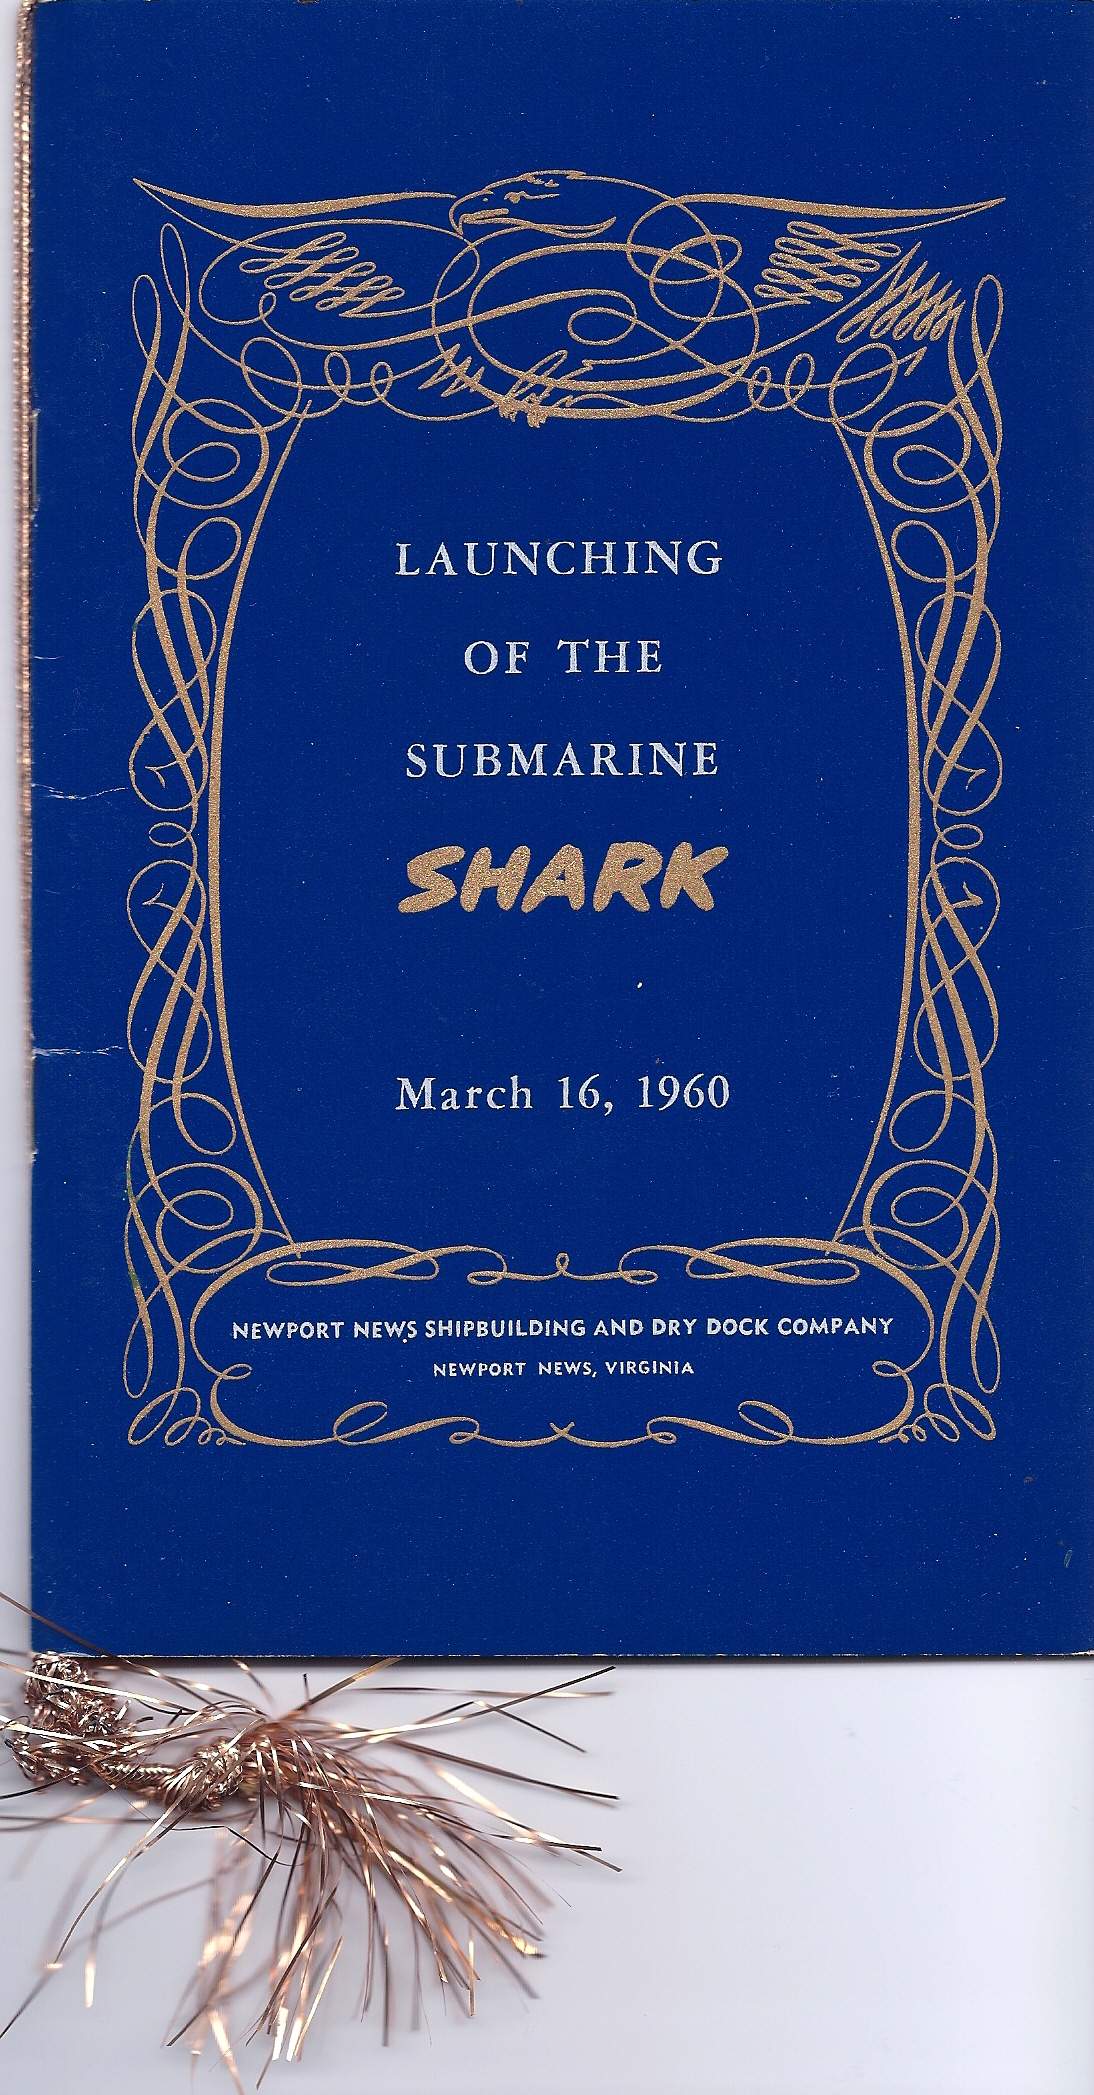 LAUNCHING
OF THE
SUBMARINE
SHARK
March 16, 1960
NEWPORT NEWS SHIPBUILDING AND DRY DOCK COMPANY
NEWPORT NEWS, VIRGINIA